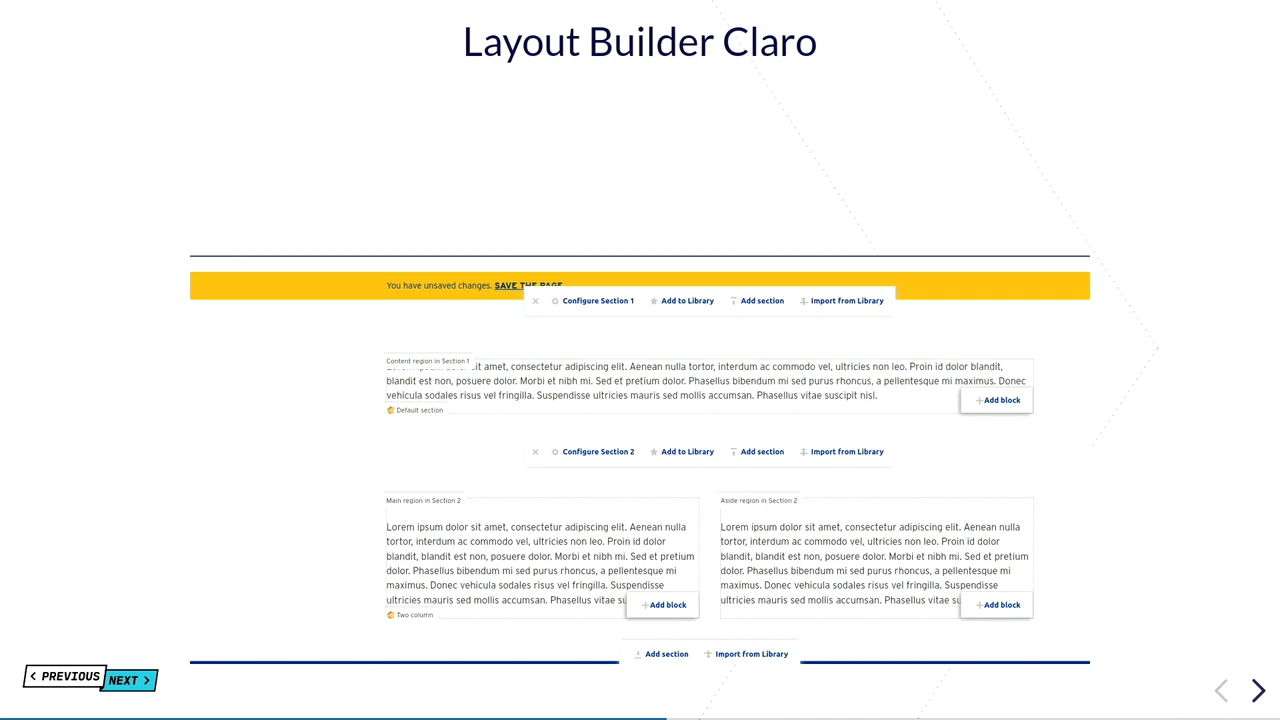 Layout Builder Claro
You have unsaved changes. SAVE THE PAGE
Configure Section 1 Add to Library Add section Import from Library
Content region in Section 1
sit amet, consectetur adipiscing elit. Aenean nulla tortor, interdum ac commodo vel, ultricies non leo. Proin id dolor blandit,
blandit est non, posuere dolor. Morbi et nibh mi. Sed et pretium dolor. Phasellus bibendum mi sed purus rhoncus, a pellentesque mi maximus. Donec
vehicula sodales risus vel fringilla. Suspendisse ultricies mauris sed mollis accumsan. Phasellus vitae suscipit nisl.
Add block
Default section
Configure Section 2 Add to Library Add section Import from Library
Main region in Section 2
Lorem ipsum dolor sit amet, consectetur adipiscing elit. Aenean nulla
tortor, interdum ac commodo vel, ultricies non leo. Proin id dolor
blandit, blandit est non, posuere dolor. Morbi et nibh mi. Sed et pretium
dolor. Phasellus bibendum mi sed purus rhoncus, a pellentesque mi
maximus. Donec vehicula sodales risus vel fringilla. Suspendisse
ultricies mauris sed mollis accumsan. Phasellus vitae su
Add block
Two column
Aside region in Section 2
Lorem ipsum dolor sit amet, consectetur adipiscing elit. Aenean nulla
tortor, interdum ac commodo vel, ultricies non leo. Proin id dolor
blandit, blandit est non, posuere dolor. Morbi et nibh mi. Sed et pretium
dolor. Phasellus bibendum mi sed purus rhoncus, a pellentesque mi
maximus. Donec vehicula sodales risus vel fringilla. Suspendisse
ultricies mauris sed mollis accumsan. Phasellus vitae su
Add block
Add section Import from Library
PREVIOUS
NEXT